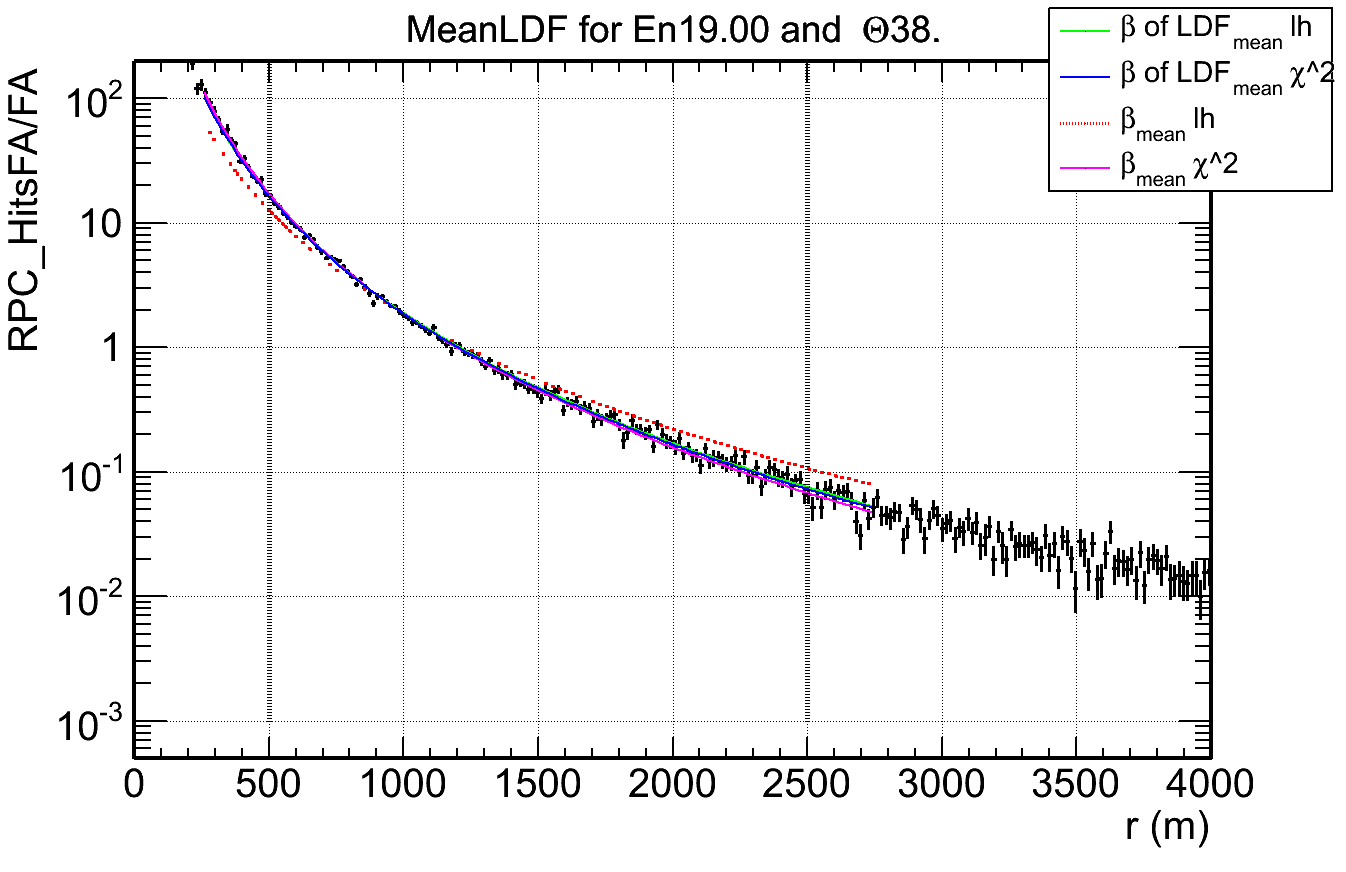 MeanLDF for En19.00 and Θ38.
β of LDF_mean lh
β of LDF_mean χ^2
β_mean lh
β_mean χ^2
RPC_HitsFA/FA
10^2
10
1
10^-1
10^-2
10^-3
0 500 1000 1500 2000 2500 3000 3500 4000
r (m)